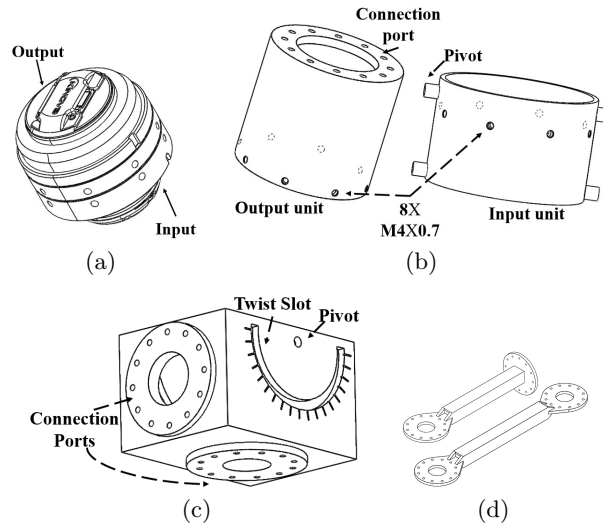 Output
Input
(a)
Connection
port
Pivot
Output unit
8X
M4X0.7
Input unit
(b)
Twist Slot
Pivot
Connection
Ports
(c)
(d)